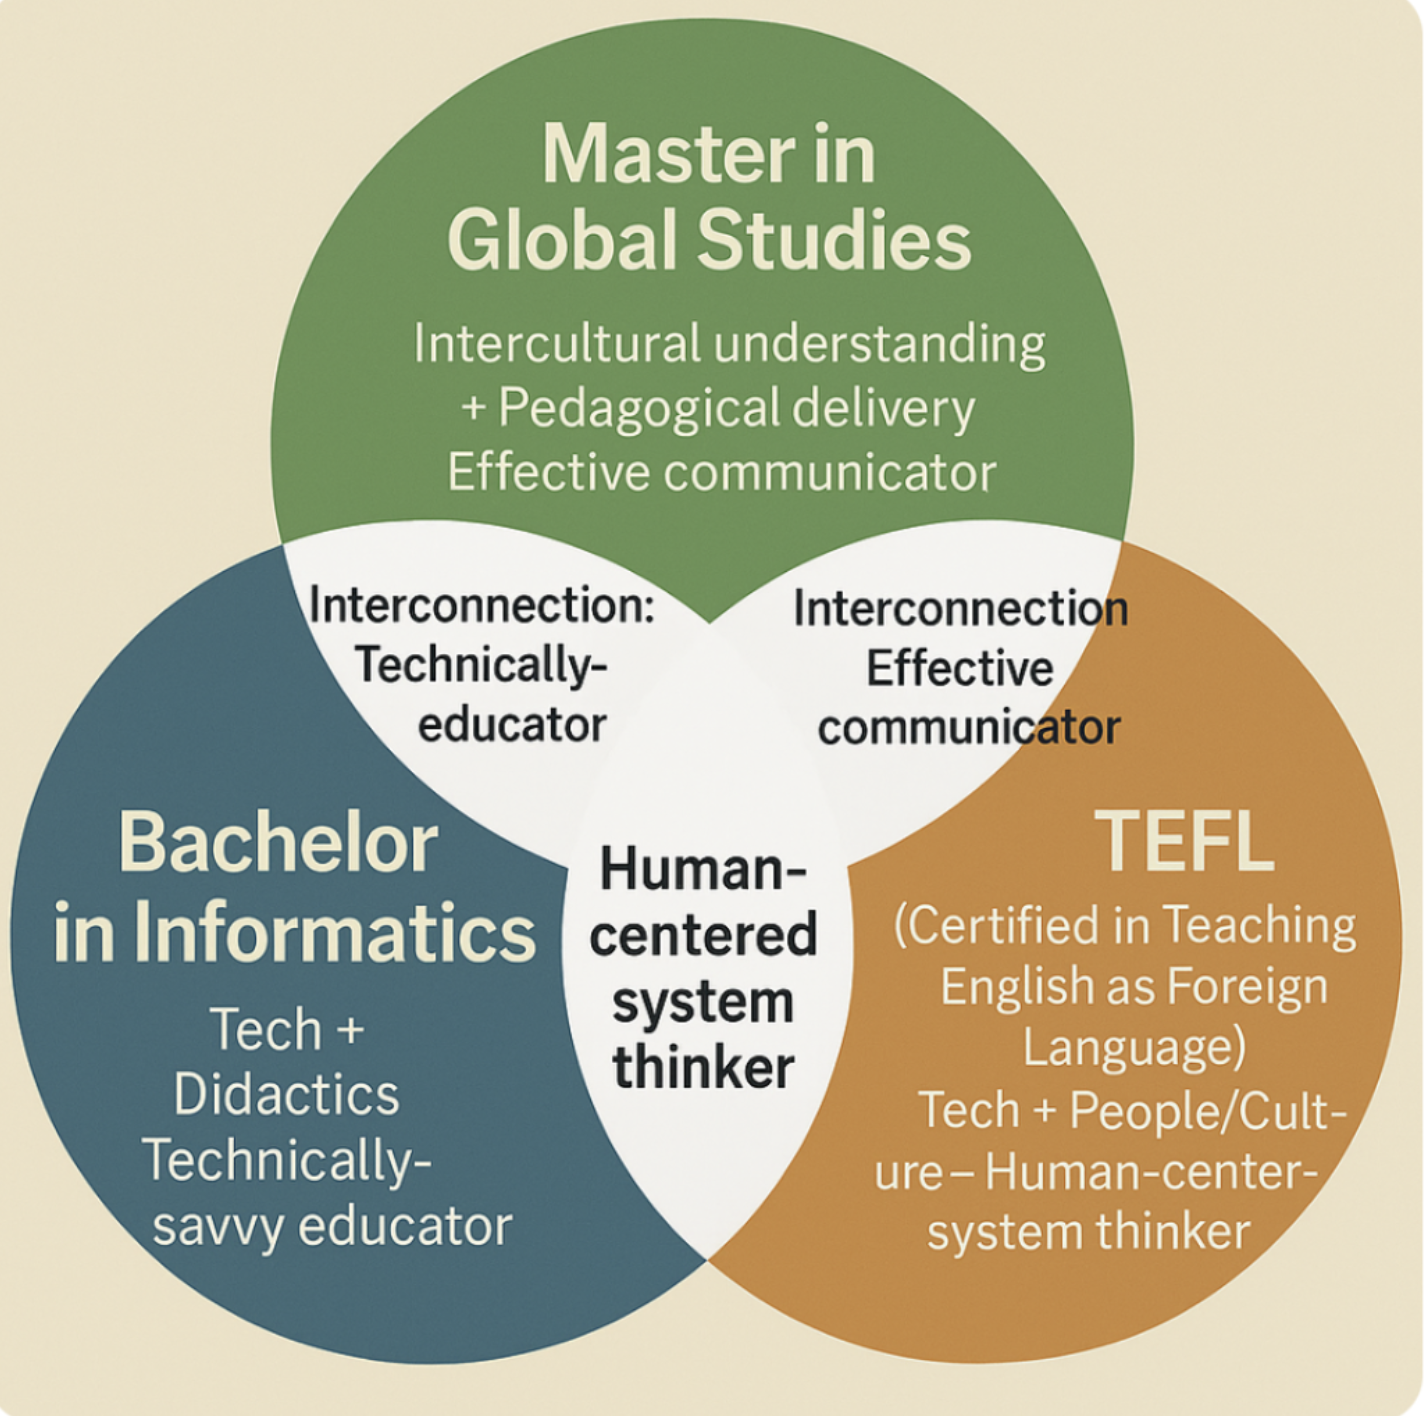 Master in
Global Studies
Intercultural understanding
+ Pedagogical delivery
Effective communicator
Interconnection:
Technically-
educator
Interconnection
Effective
communicator
Human-
centered
system
thinker
Bachelor
in Informatics
Tech +
Didactics
Technically-
savvy educator
TEFL
(Certified in Teaching
English as Foreign
Language)
Tech + People/Cult-
ure – Human-center-
system thinker